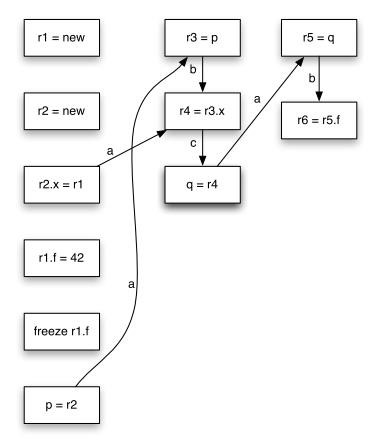 r1 = new
r2 = new
r2.x = r1
r1.f = 42
freeze r1.f
p = r2
r3 = p
r4 = r3.x
q = r4
r5 = q
r6 = r5.f
a
a
b
c
a
b